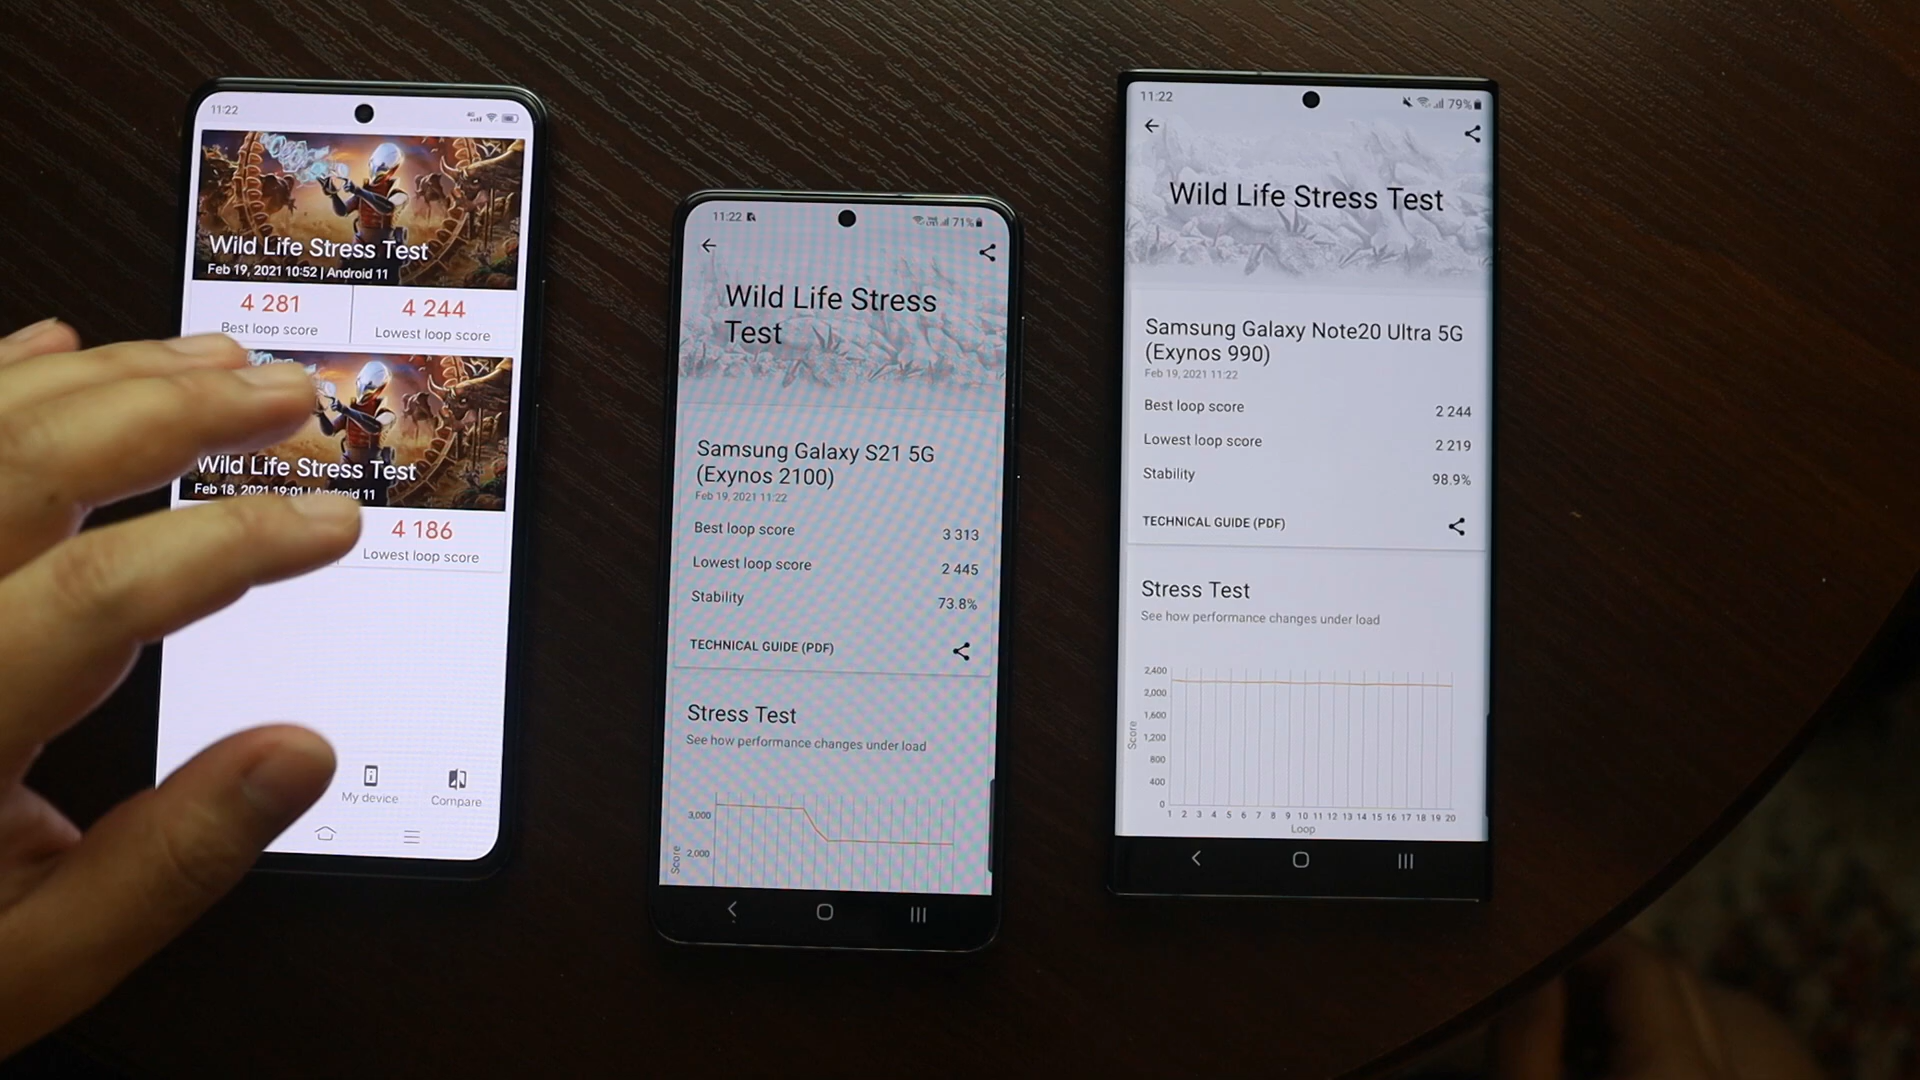 11:22
Wild Life Stress Test
Feb 19, 2021 10:52 | Android 11
4 281
Best loop score
4 244
Lowest loop score
Wild Life Stress Test
Feb 18, 2021 19:01 | Android 11
4 186
Lowest loop score
My device
Compare
11:22
71%
Wild Life Stress
Test
Samsung Galaxy S21 5G
(Exynos 2100)
Feb 19, 2021 11:22
Best loop score 3 313
Lowest loop score 2 445
Stability 73.8%
TECHNICAL GUIDE (PDF)
Stress Test
See how performance changes under load
3,000
2,000
Score
11:22
79%
Wild Life Stress Test
Samsung Galaxy Note20 Ultra 5G
(Exynos 990)
Feb 19, 2021 11:22
Best loop score 2 244
Lowest loop score 2 219
Stability 98.9%
TECHNICAL GUIDE (PDF)
Stress Test
See how performance changes under load
2,400
2,000
1,600
1,200
800
400
0
Score
1 2 3 4 5 6 7 8 9 10 11 12 13 14 15 16 17 18 19 20
Loop